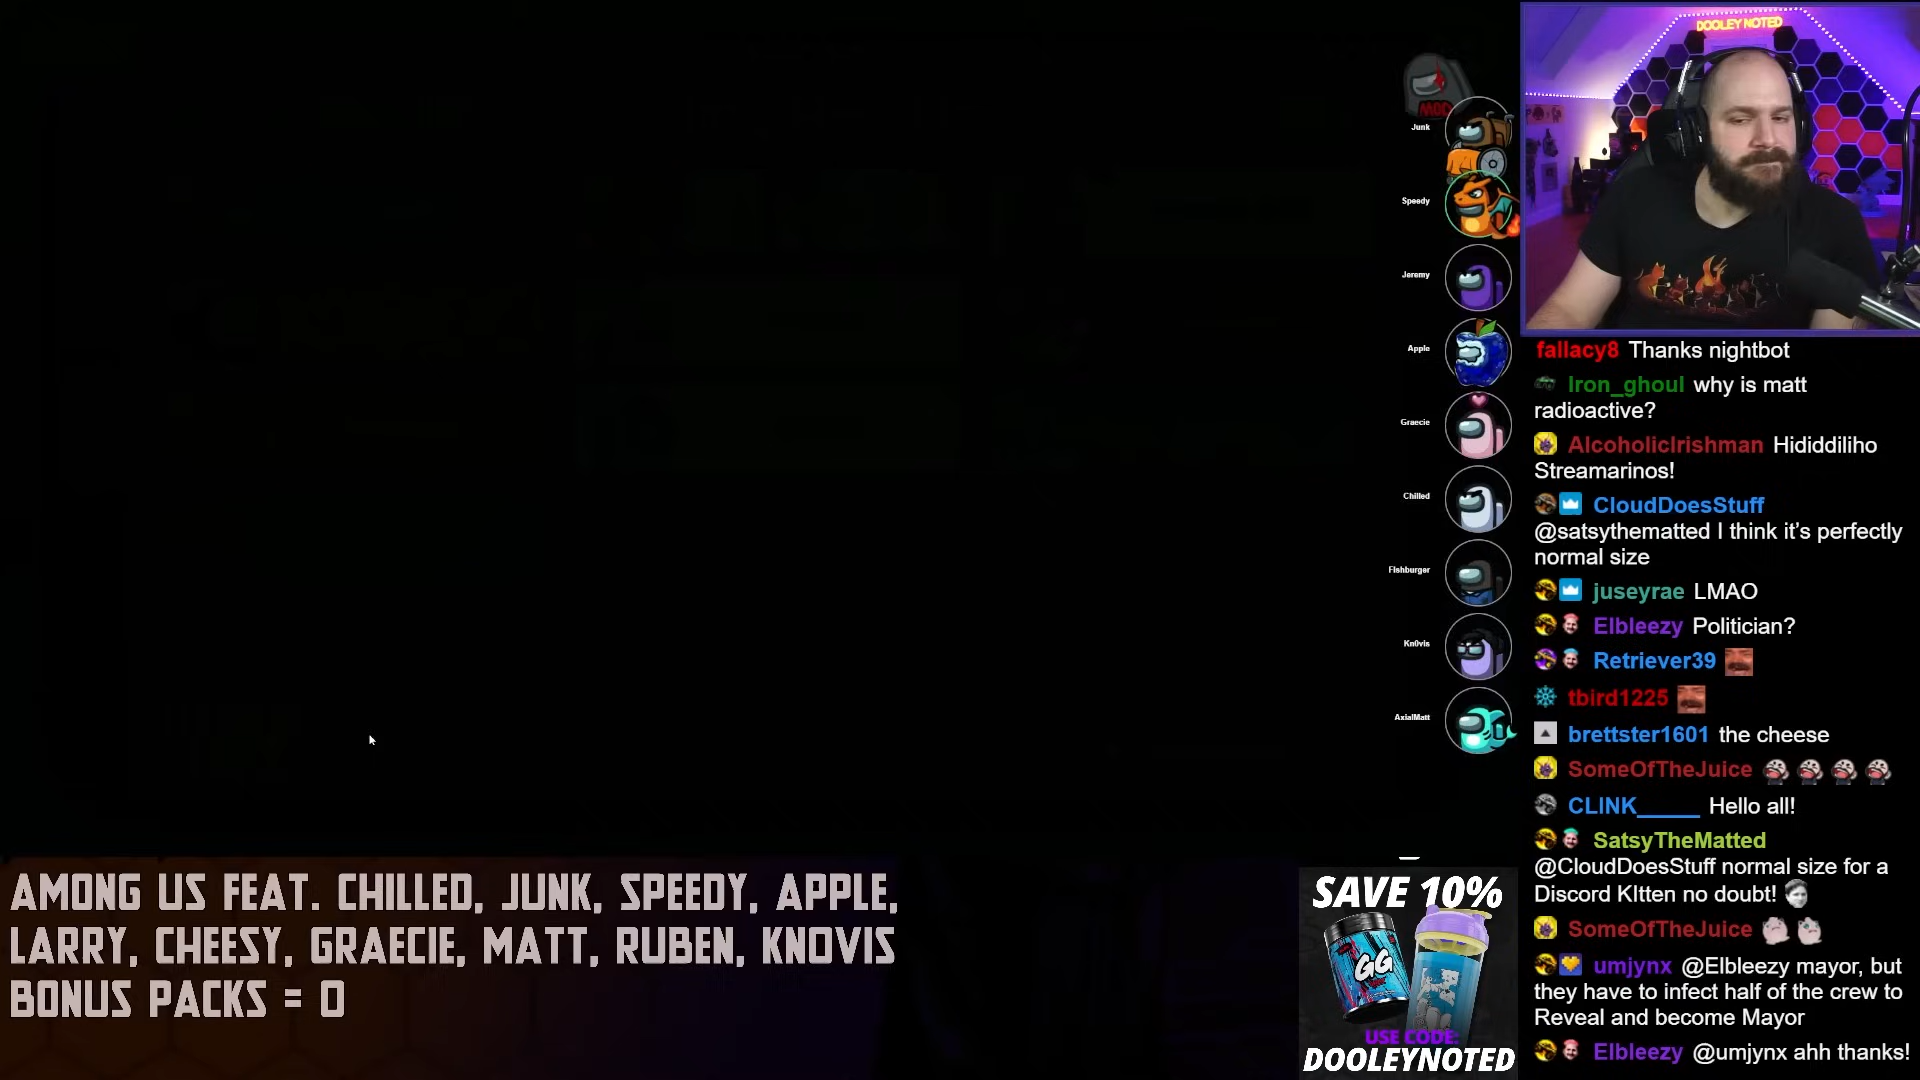 DOOLEY NOTED
MOD
Junk
Speedy
Jeremy
Apple
Graecie
Chilled
Fishburger
Kn0vis
AxialMatt
fallacy8 Thanks nightbot
Iron_ghoul why is matt
radioactive?
AlcoholicIrishman Hididdiliho
Streamarinos!
CloudDoesStuff
@satsythematted I think it's perfectly
normal size
juseyrae LMAO
Elbleezy Politician?
Retriever39
tbird1225
brettster1601 the cheese
SomeOfTheJuice
CLINK_____ Hello all!
SatsyTheMatted
@CloudDoesStuff normal size for a
Discord KItten no doubt!
SomeOfTheJuice
umjynx @Elbleezy mayor, but
they have to infect half of the crew to
Reveal and become Mayor
Elbleezy @umjynx ahh thanks!
AMONG US FEAT. CHILLED, JUNK, SPEEDY, APPLE,
LARRY, CHEESY, GRAECIE, MATT, RUBEN, KNOVIS
BONUS PACKS = 0
SAVE 10%
GG
USE CODE:
DOOLEYNOTED